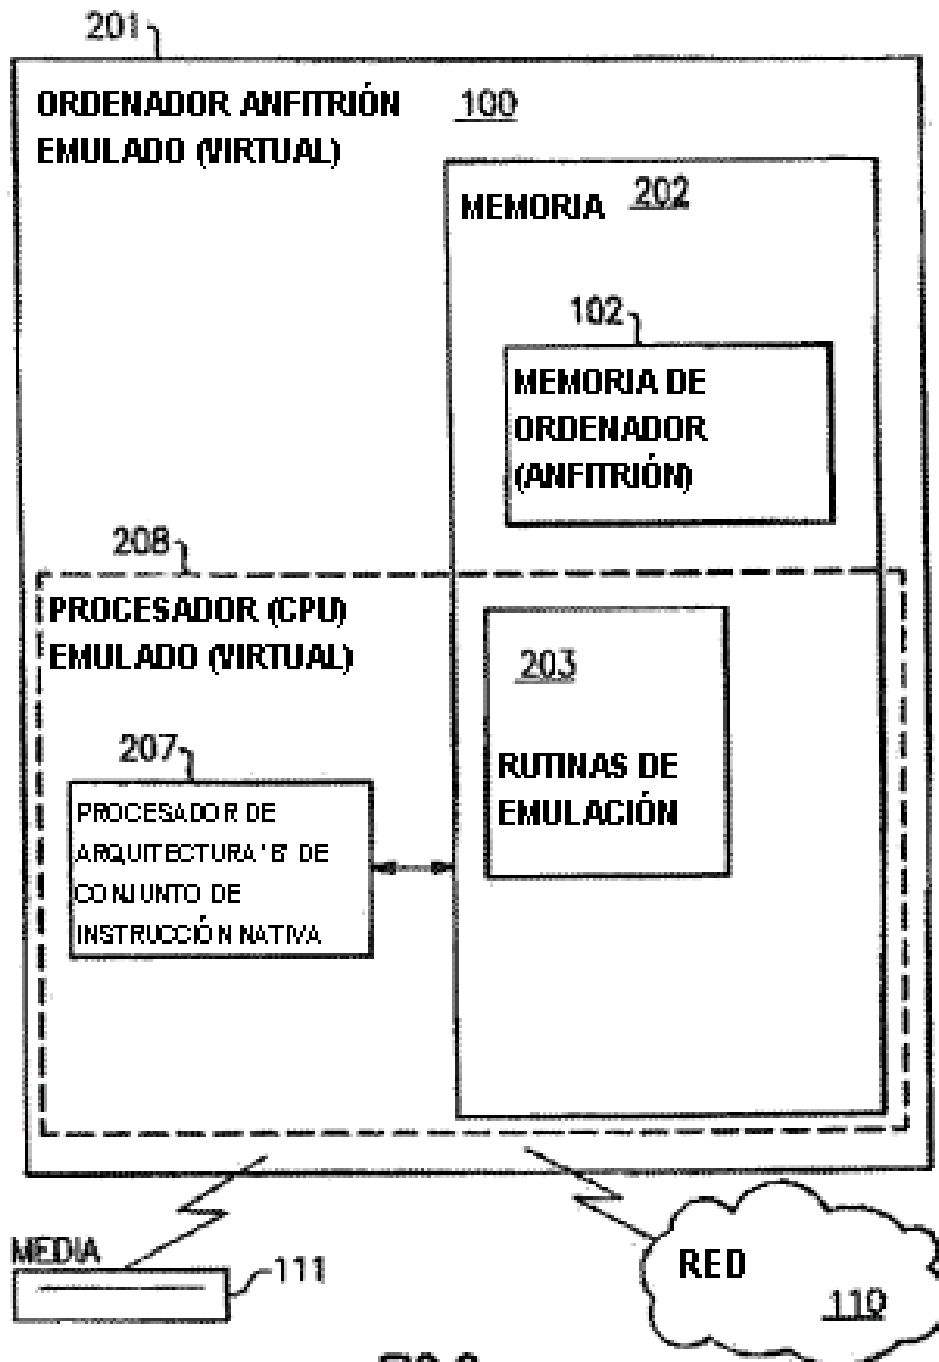 201
ORDENADOR ANFITRIÓN
EMULADO (VIRTUAL)
100
MEMORIA 202
102
MEMORIA DE
ORDENADOR
(ANFITRIÓN)
208
PROCESADOR (CPU)
EMULADO (VIRTUAL)
203
RUTINAS DE
EMULACIÓN
207
PROCESADOR DE
ARQUITECTURA 'B' DE
CONJUNTO DE
INSTRUCCIÓN NATIVA
MEDIA
111
RED
110